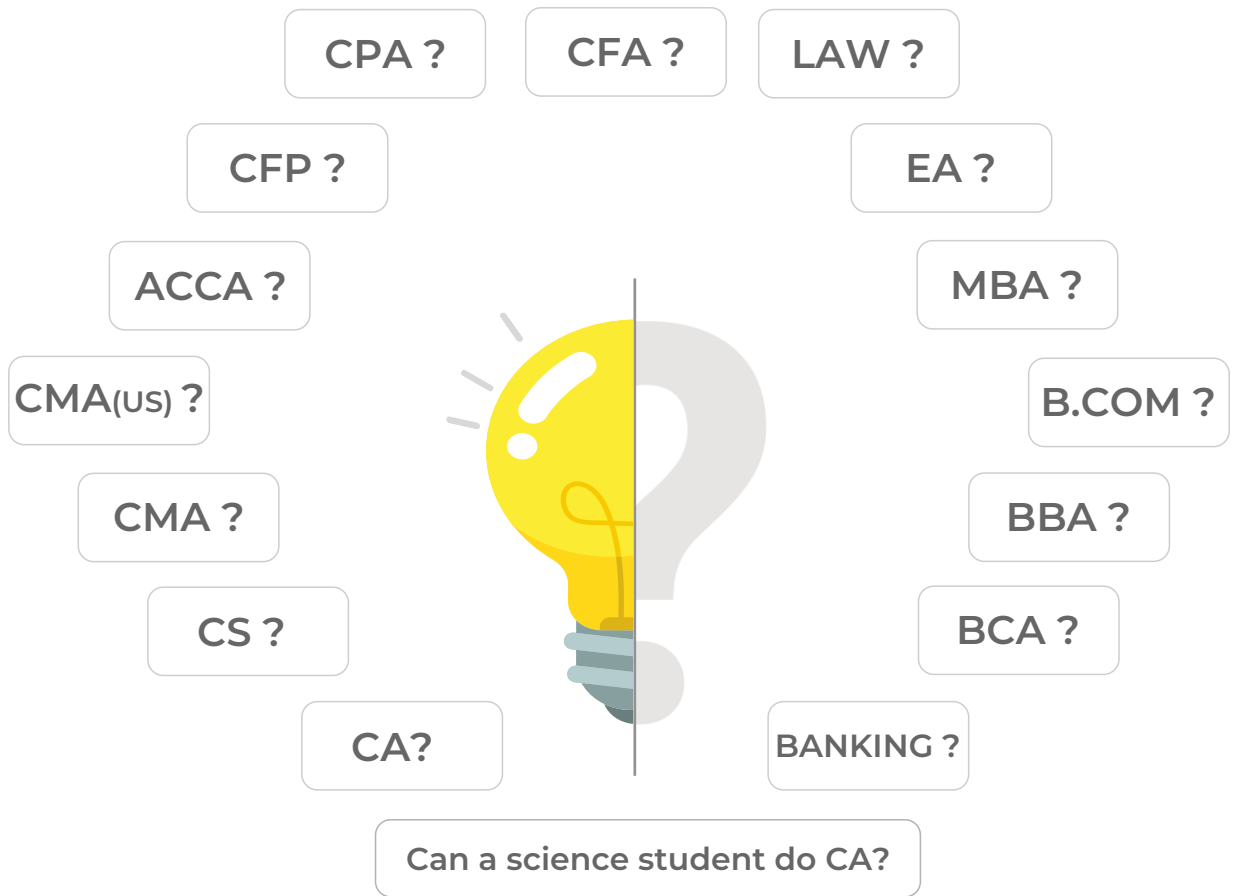 CPA ?
CFA ?
LAW ?
CFP ?
EA ?
ACCA ?
MBA ?
CMA(US) ?
B.COM ?
CMA ?
BBA ?
CS ?
BCA ?
CA?
BANKING ?
Can a science student do CA?